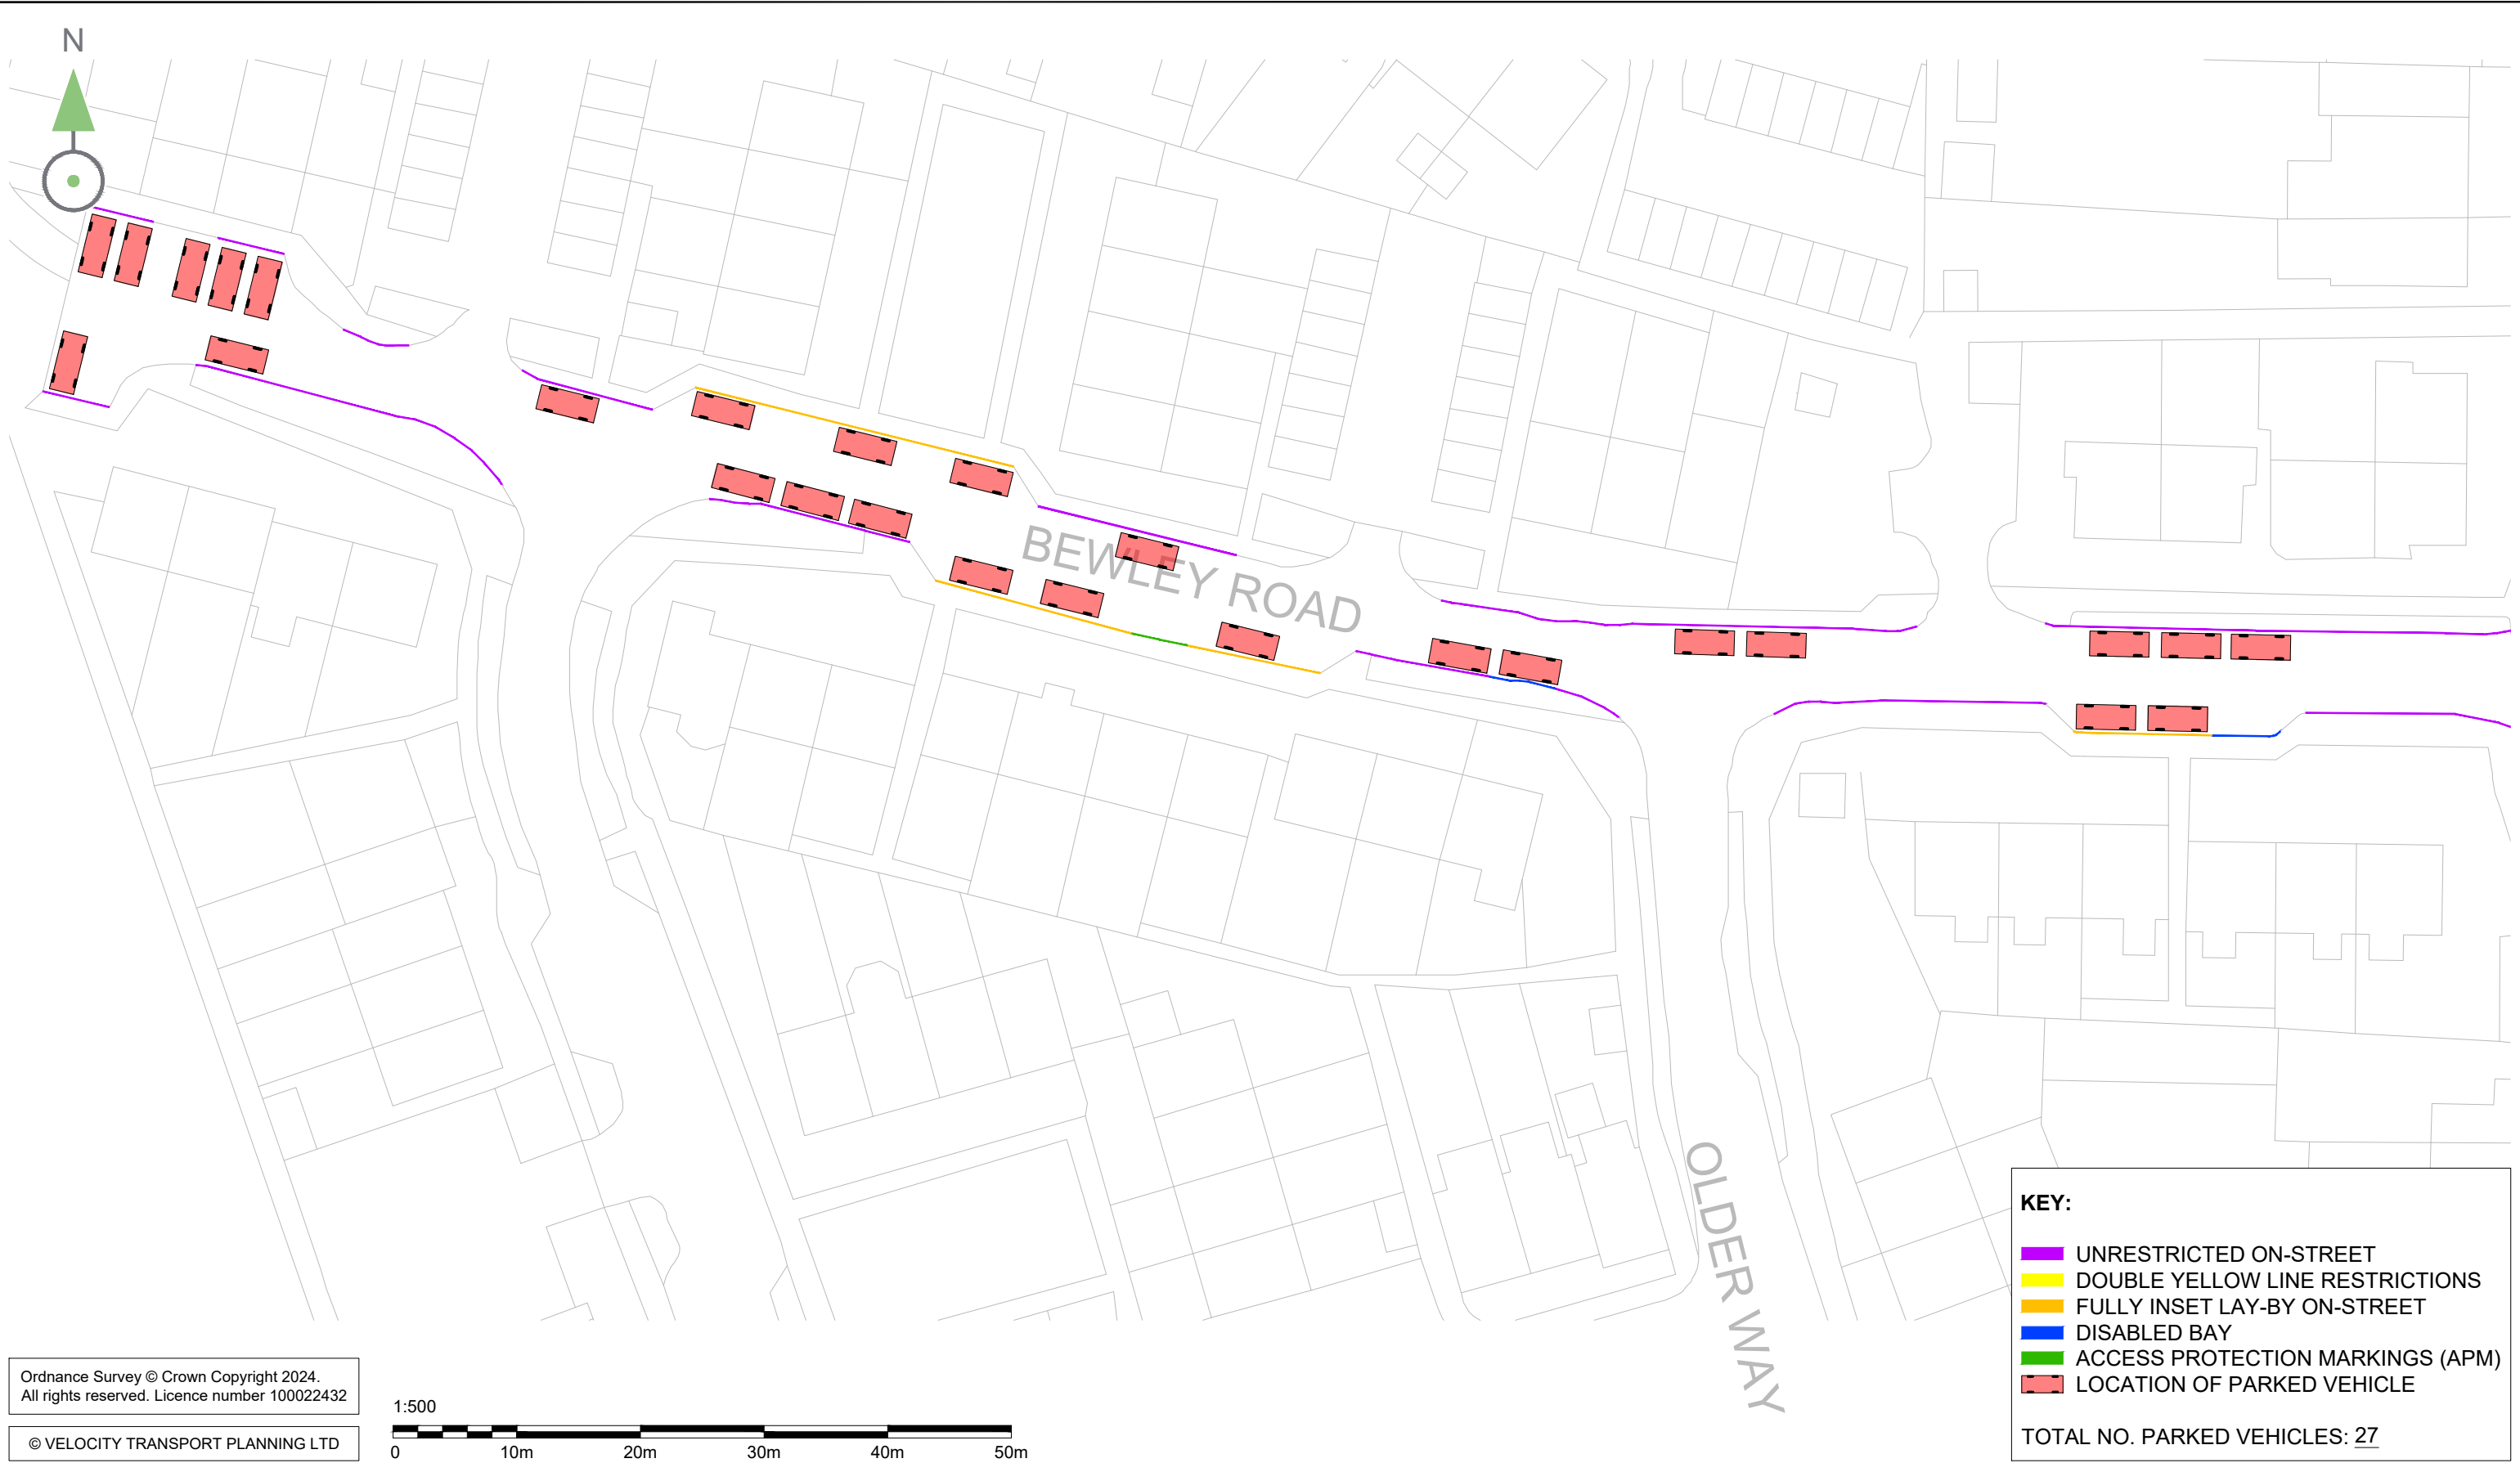 N
BEWLEY ROAD
OLDER WAY
KEY:
UNRESTRICTED ON-STREET
DOUBLE YELLOW LINE RESTRICTIONS
FULLY INSET LAY-BY ON-STREET
DISABLED BAY
ACCESS PROTECTION MARKINGS (APM)
LOCATION OF PARKED VEHICLE
TOTAL NO. PARKED VEHICLES: 27
Ordnance Survey © Crown Copyright 2024.
All rights reserved. Licence number 100022432
© VELOCITY TRANSPORT PLANNING LTD
1:500
0 10m 20m 30m 40m 50m